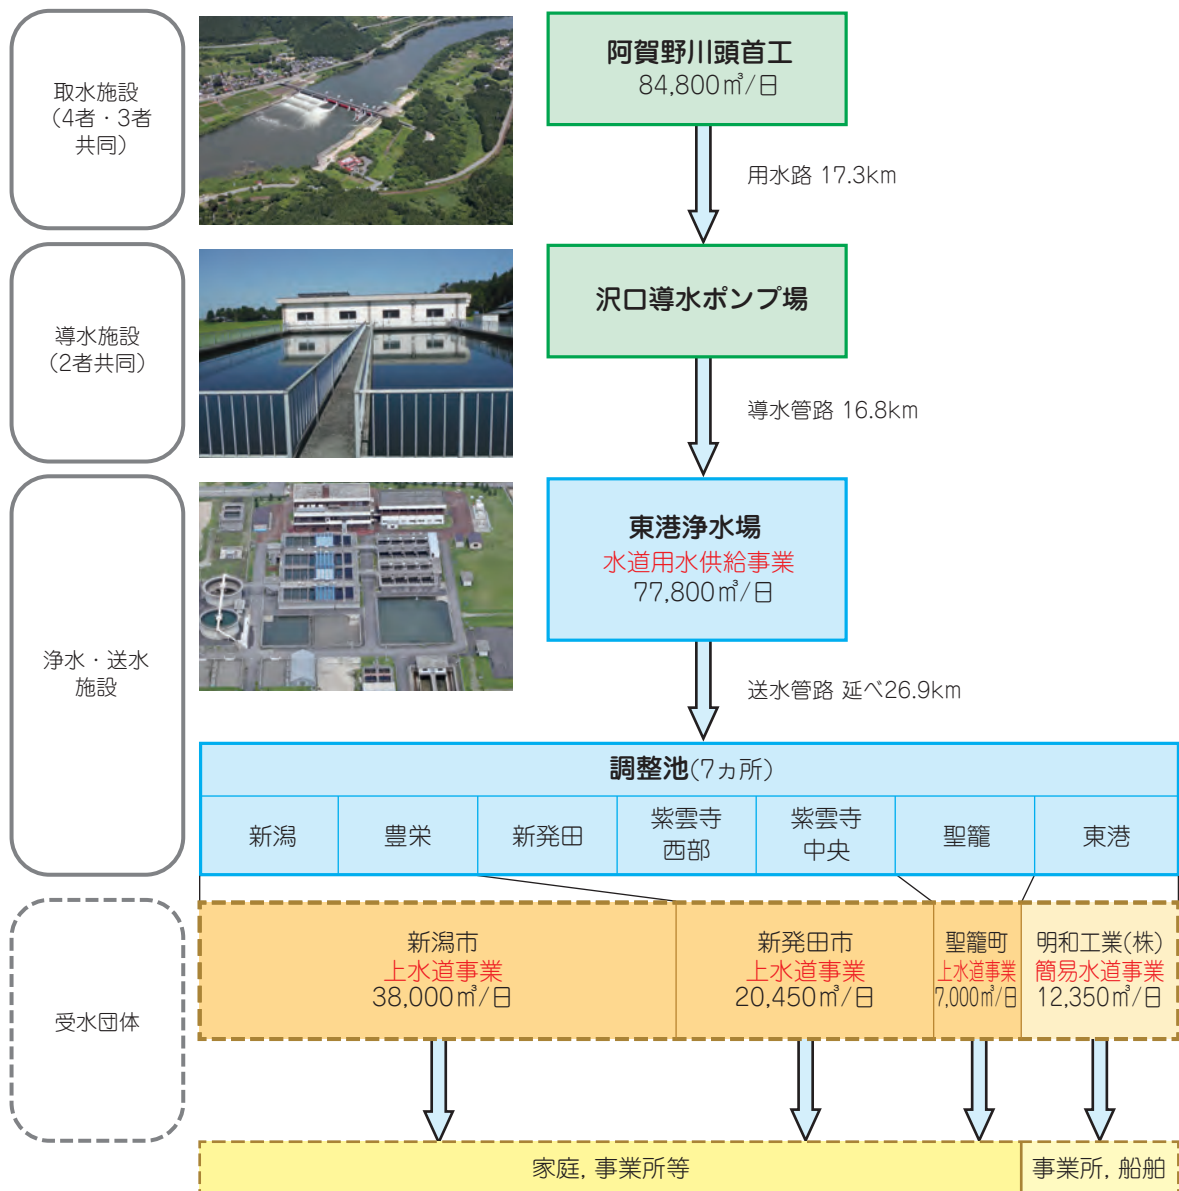 取水施設
（4者・3者
共同）
阿賀野川頭首工
84,800㎥/日
用水路 17.3km
導水施設
（2者共同）
沢口導水ポンプ場
導水管路 16.8km
浄水・送水
施設
東港浄水場
水道用水供給事業
77,800㎥/日
送水管路 延べ26.9km
調整池(7ヵ所)
新潟
豊栄
新発田
紫雲寺
西部
紫雲寺
中央
聖籠
東港
受水団体
新潟市
上水道事業
38,000㎥/日
新発田市
上水道事業
20,450㎥/日
聖籠町
上水道事業
7,000㎥/日
明和工業(株)
簡易水道事業
12,350㎥/日
家庭, 事業所等
事業所, 船舶